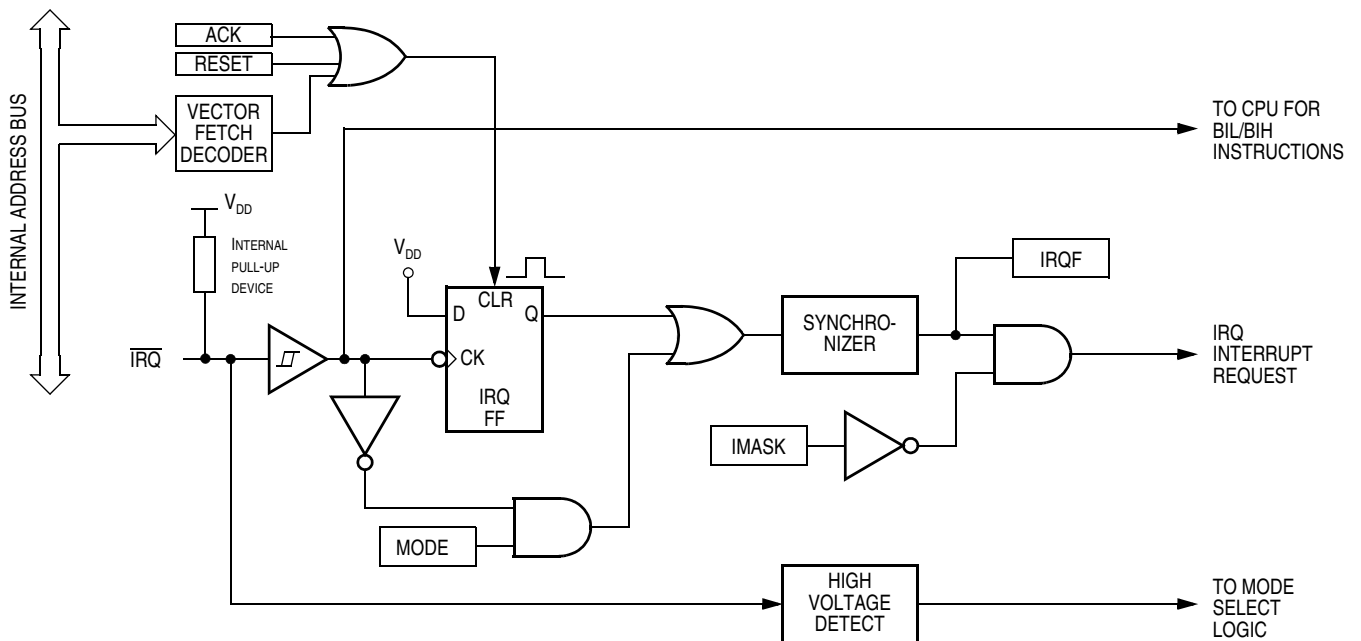 INTERNAL ADDRESS BUS
ACK
RESET
VECTOR
FETCH
DECODER
TO CPU FOR
BIL/BIH
INSTRUCTIONS
VDD
INTERNAL
PULL-UP
DEVICE
VDD
D
CLR
Q
CK
IRQ
FF
IRQ
SYNCHRO-
NIZER
IRQF
IRQ
INTERRUPT
REQUEST
IMASK
MODE
HIGH
VOLTAGE
DETECT
TO MODE
SELECT
LOGIC